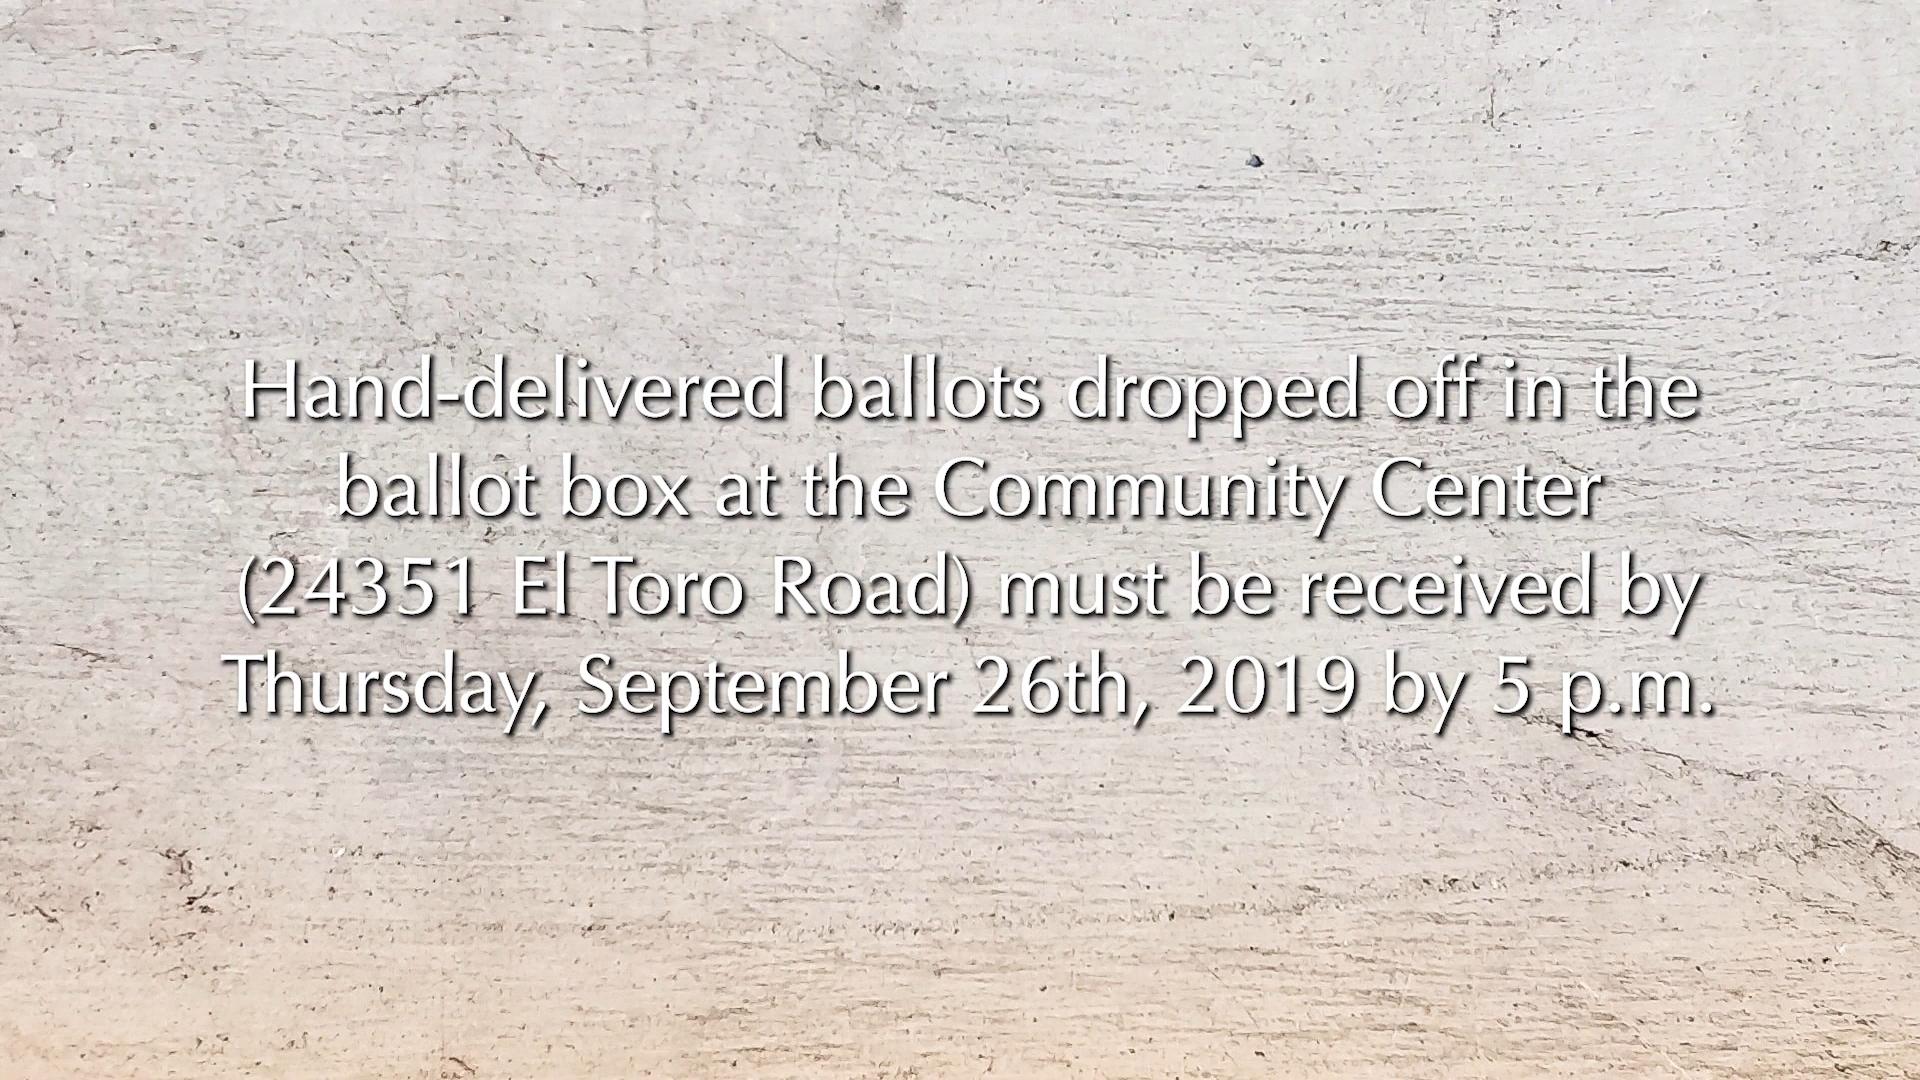 Hand-delivered ballots dropped off in the
ballot box at the Community Center
(24351 El Toro Road) must be received by
Thursday, September 26th, 2019 by 5 p.m.